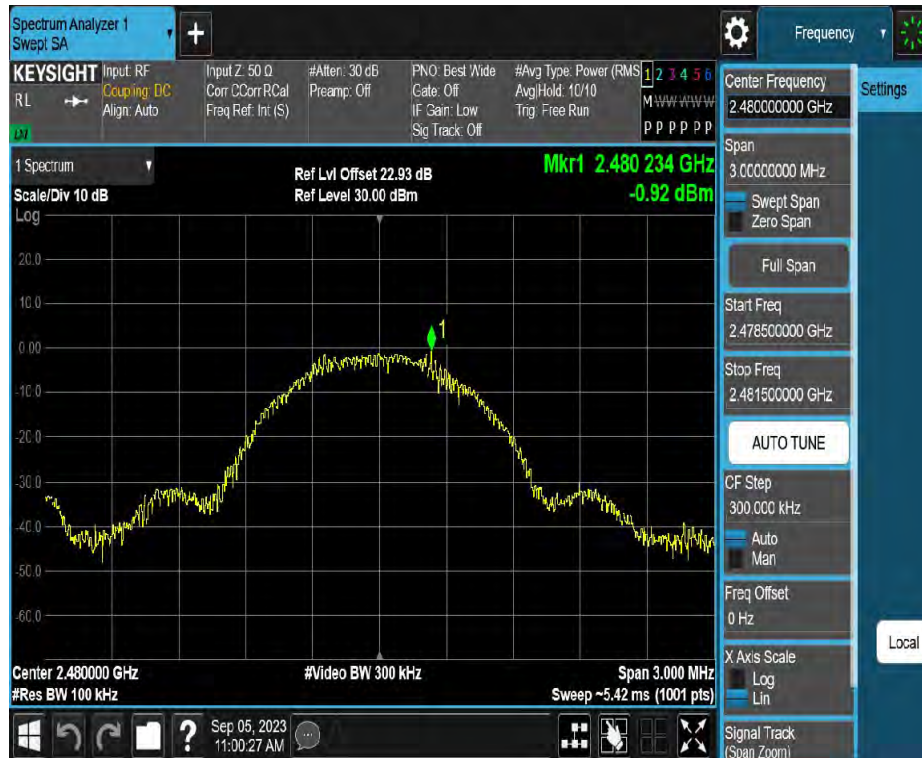 Spectrum Analyzer 1
Swept SA
+
Frequency
KEYSIGHT
RL
Input: RF
Coupling: DC
Align: Auto
Input Z: 50 Ω
Corr CCorr RCal
Freq Ref: Int (S)
#Atten: 30 dB
Preamp: Off
PNO: Best Wide
Gate: Off
IF Gain: Low
Sig Track: Off
#Avg Type: Power (RMS
Avg|Hold: 10/10
Trig: Free Run
1 2 3 4 5 6
M W W W W W
P P P P P P
1 Spectrum
Scale/Div 10 dB
Log
Ref Lvl Offset 22.93 dB
Ref Level 30.00 dBm
Mkr1 2.480 234 GHz
-0.92 dBm
20.0
10.0
0.00
-10.0
-20.0
-30.0
-40.0
-50.0
-60.0
1
Center 2.480000 GHz
#Res BW 100 kHz
#Video BW 300 kHz
Span 3.000 MHz
Sweep ~5.42 ms (1001 pts)
?
Sep 05, 2023
11:00:27 AM
Center Frequency
2.480000000 GHz
Span
3.00000000 MHz
Swept Span
Zero Span
Full Span
Start Freq
2.478500000 GHz
Stop Freq
2.481500000 GHz
AUTO TUNE
CF Step
300.000 kHz
Auto
Man
Freq Offset
0 Hz
X Axis Scale
Log
Lin
Signal Track
(Span Zoom)
Settings
Local